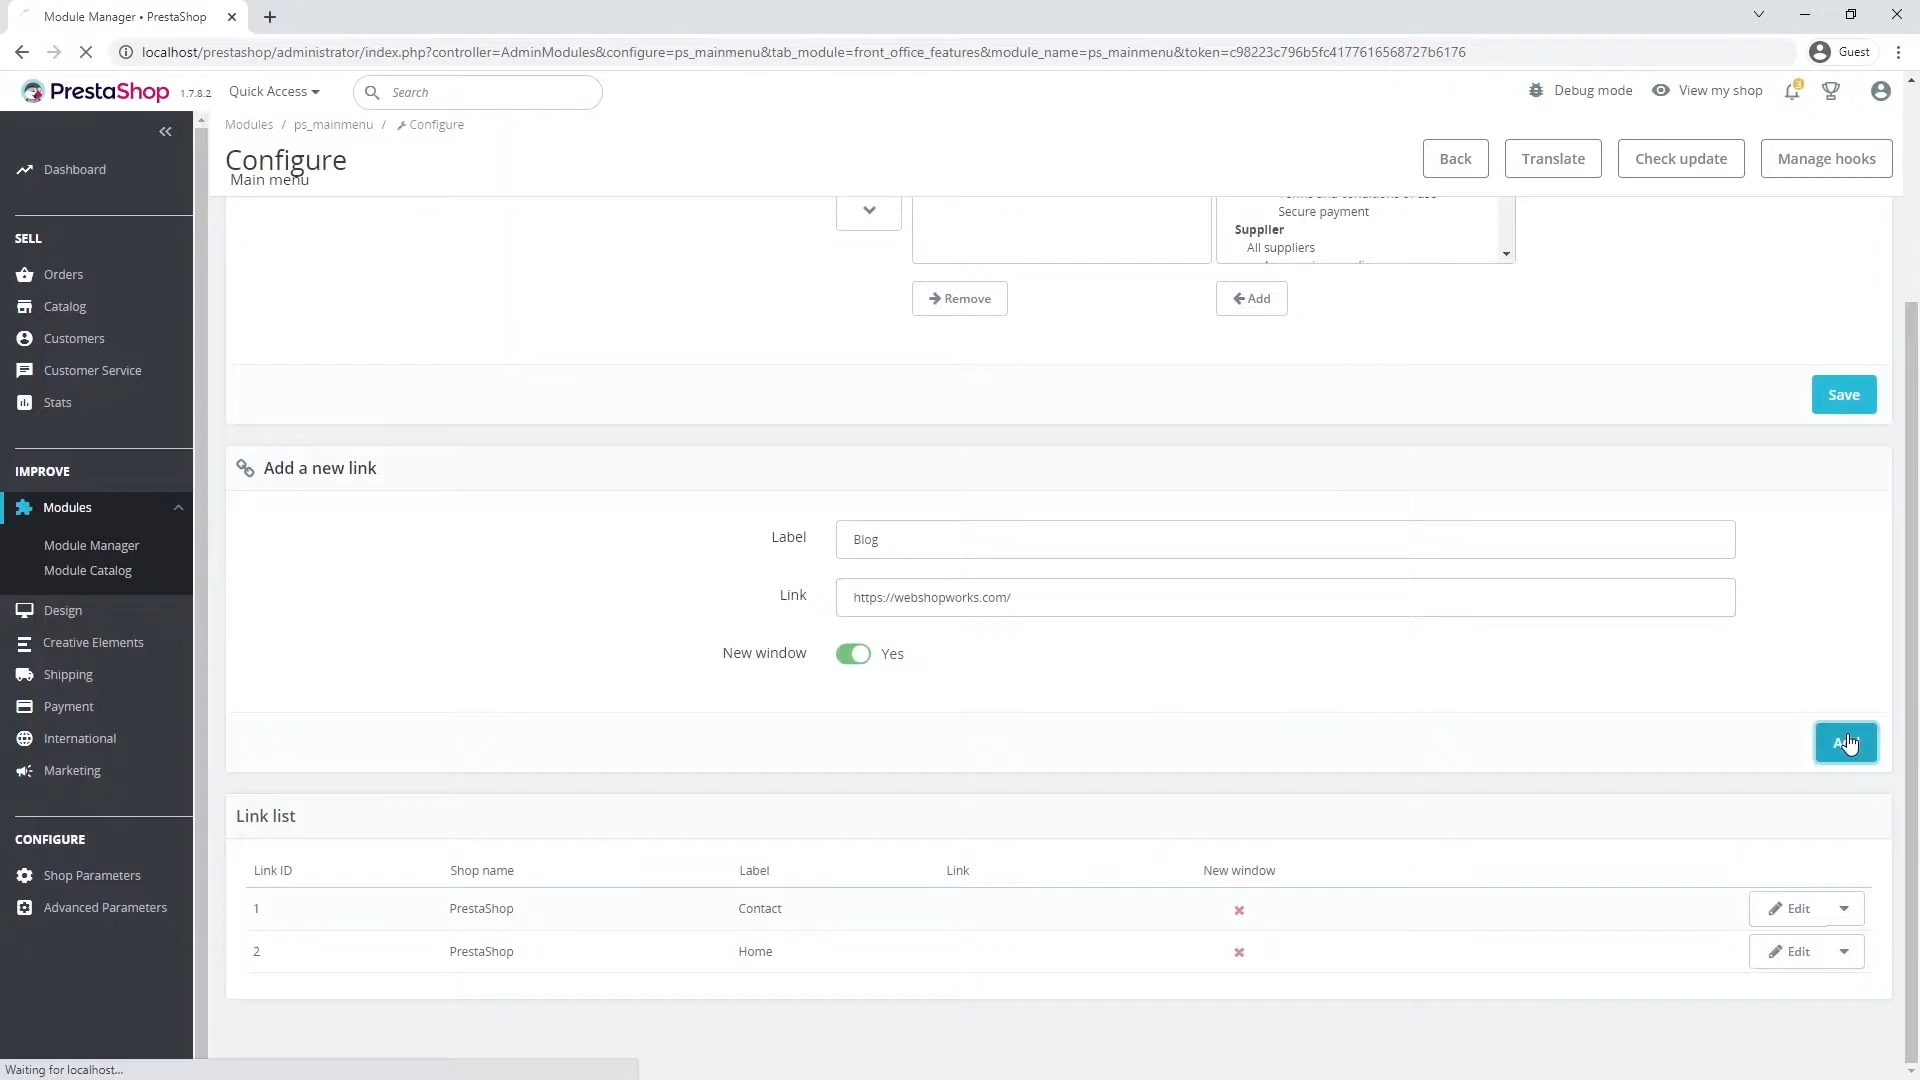 Module Manager • PrestaShop
localhost/prestashop/administrator/index.php?controller=AdminModules&configure=ps_mainmenu&tab_module=front_office_features&module_name=ps_mainmenu&token=c98223c796b5fc4177616568727b6176
Guest
PrestaShop 1.7.8.2
Quick Access
Search
Debug mode
View my shop
3
Modules / ps_mainmenu / Configure
Configure
Main menu
Back
Translate
Check update
Manage hooks
Dashboard
SELL
Orders
Catalog
Customers
Customer Service
Stats
IMPROVE
Modules
Module Manager
Module Catalog
Design
Creative Elements
Shipping
Payment
International
Marketing
CONFIGURE
Shop Parameters
Advanced Parameters
Secure payment
Supplier
All suppliers
Remove
Add
Save
Add a new link
Label
Blog
Link
https://webshopworks.com/
New window
Yes
Link list
Link ID Shop name Label Link New window
1 PrestaShop Contact Edit
2 PrestaShop Home Edit
Waiting for localhost...